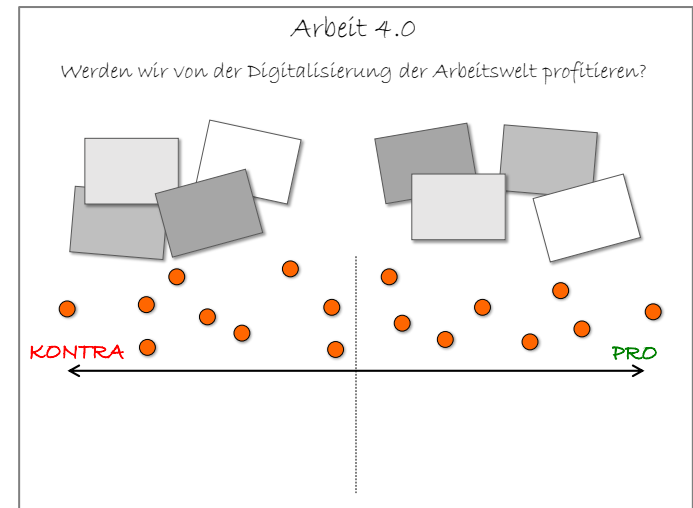 Arbeit 4.0
Werden wir von der Digitalisierung der Arbeitswelt profitieren?
KONTRA
PRO